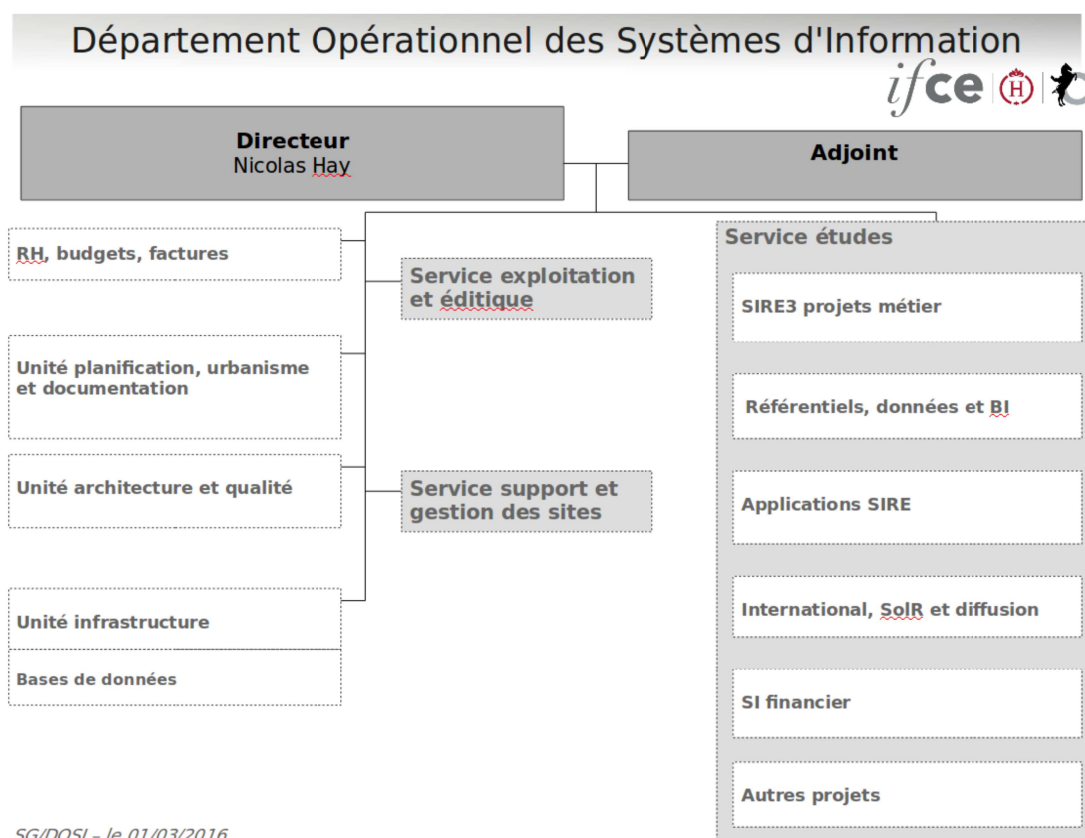 Département Opérationnel des Systèmes d'Information
ifce
H
Directeur
Nicolas Hay
Adjoint
RH, budgets, factures
Service exploitation
et éditique
Unité planification, urbanisme
et documentation
Unité architecture et qualité
Service support et
gestion des sites
Unité infrastructure
Bases de données
Service études
SIRE3 projets métier
Référentiels, données et BI
Applications SIRE
International, SolR et diffusion
SI financier
Autres projets
SG/DOSI – le 01/03/2016